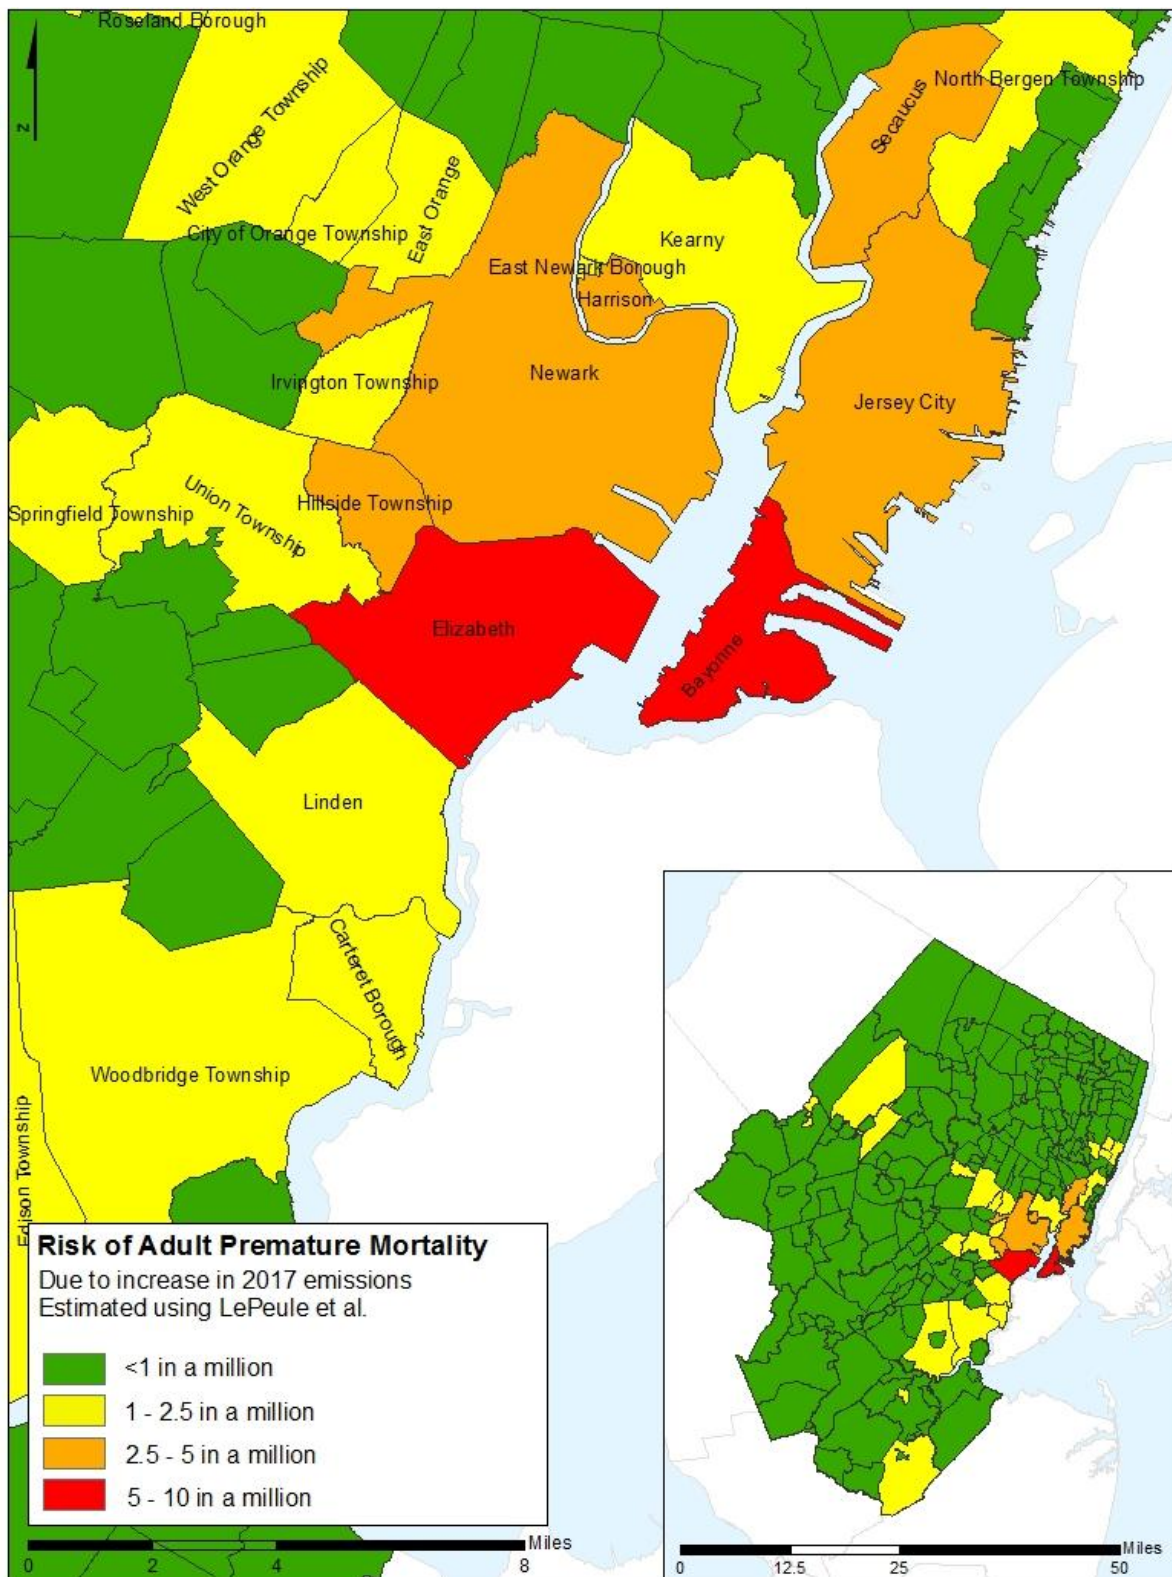 Roseland Borough
N
West Orange Township
North Bergen Township
Secaucus
East Orange
City of Orange Township
Kearny
East Newark Borough
Harrison
Newark
Irvington Township
Jersey City
Hillside Township
Union Township
Springfield Township
Elizabeth
Bayonne
Linden
Carteret Borough
Woodbridge Township
Edison Township
Risk of Adult Premature Mortality
Due to increase in 2017 emissions
Estimated using LePeule et al.
<1 in a million
1 - 2.5 in a million
2.5 - 5 in a million
5 - 10 in a million
Miles
0 2 4 8
Miles
0 12.5 25 50